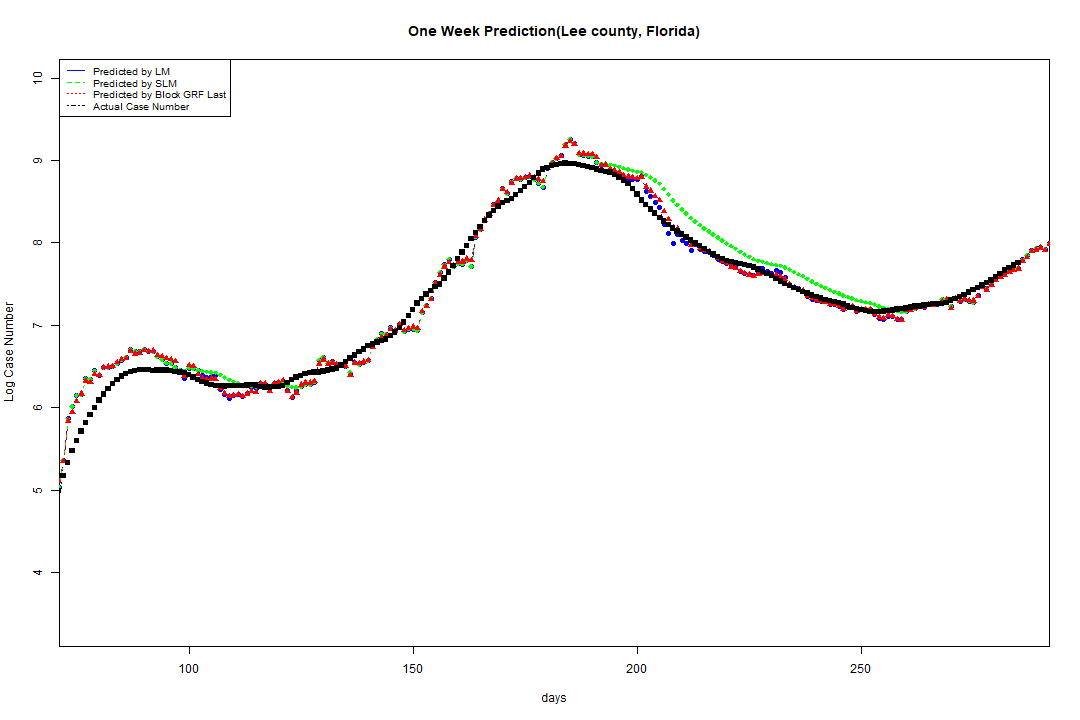 One Week Prediction(Lee county, Florida)
Predicted by LM
Predicted by SLM
Predicted by Block GRF Last
Actual Case Number
10
9
8
7
6
5
4
Log Case Number
100 150 200 250
days